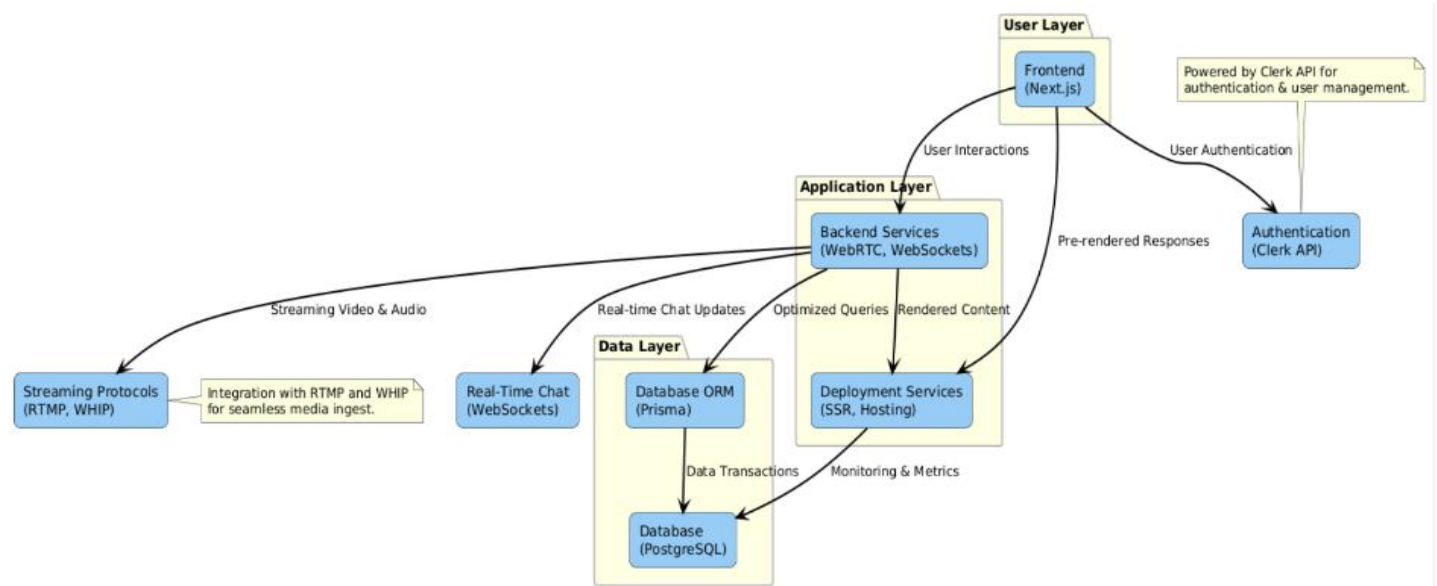 User Layer
Frontend
(Next.js)
Powered by Clerk API for
authentication & user management.
User Interactions
User Authentication
Application Layer
Backend Services
(WebRTC, WebSockets)
Pre-rendered Responses
Authentication
(Clerk API)
Streaming Video & Audio
Real-time Chat Updates
Optimized Queries
Rendered Content
Data Layer
Streaming Protocols
(RTMP, WHIP)
Integration with RTMP and WHIP
for seamless media ingest.
Real-Time Chat
(WebSockets)
Database ORM
(Prisma)
Deployment Services
(SSR, Hosting)
Data Transactions
Monitoring & Metrics
Database
(PostgreSQL)